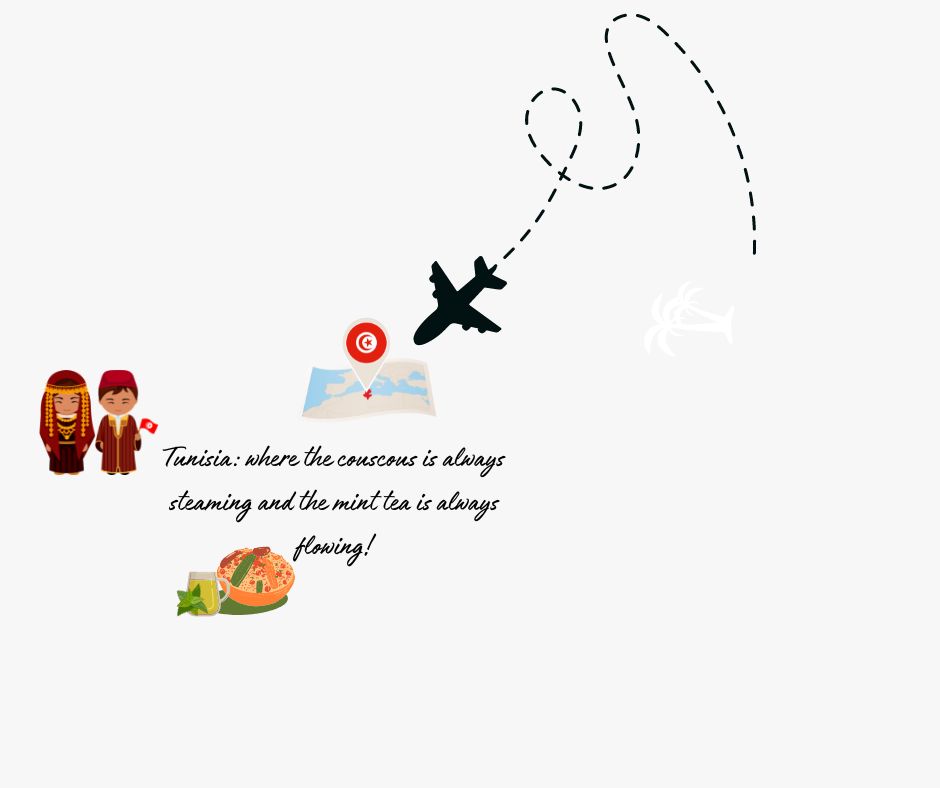 Tunisia: where the couscous is always
steaming and the mint tea is always
flowing!